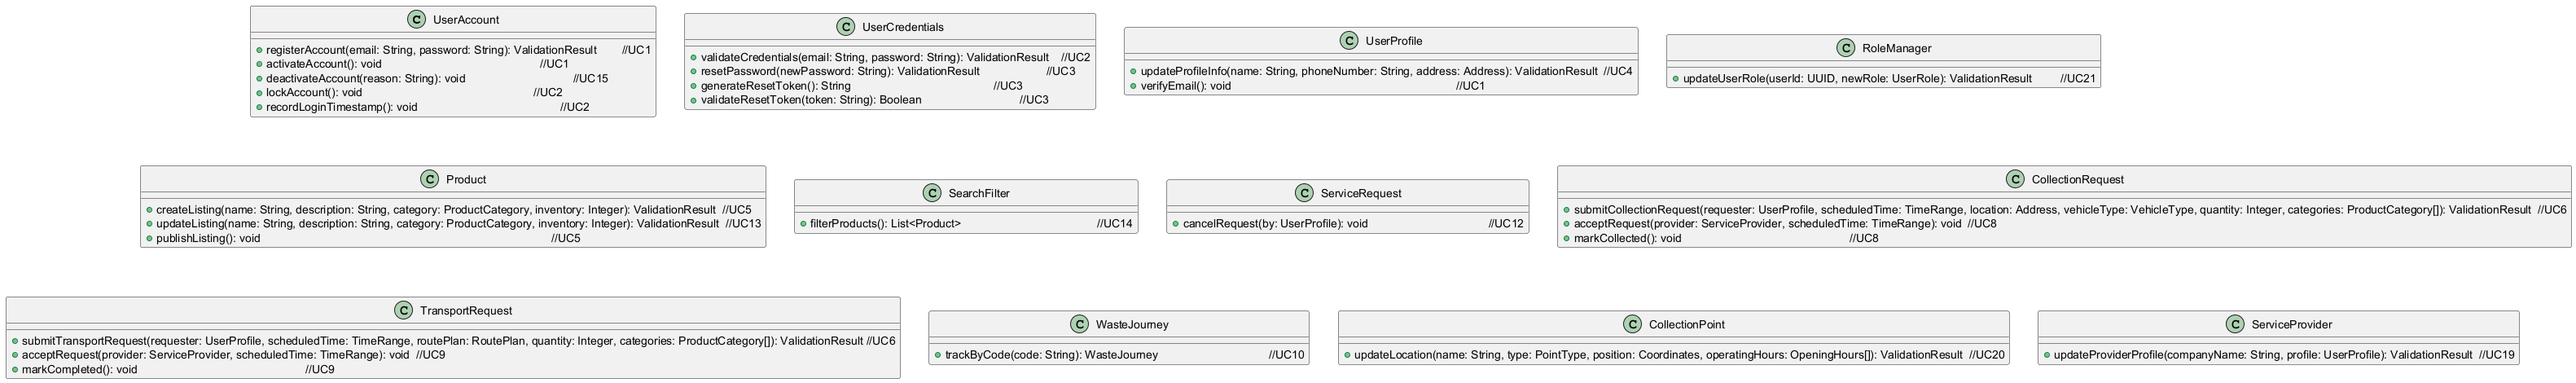 C UserAccount
registerAccount(email: String, password: String): ValidationResult //UC1
activateAccount(): void //UC1
deactivateAccount(reason: String): void //UC15
lockAccount(): void //UC2
recordLoginTimestamp(): void //UC2
C UserCredentials
validateCredentials(email: String, password: String): ValidationResult //UC2
resetPassword(newPassword: String): ValidationResult //UC3
generateResetToken(): String //UC3
validateResetToken(token: String): Boolean //UC3
C UserProfile
updateProfileInfo(name: String, phoneNumber: String, address: Address): ValidationResult //UC4
verifyEmail(): void //UC1
C RoleManager
updateUserRole(userId: UUID, newRole: UserRole): ValidationResult //UC21
C Product
createListing(name: String, description: String, category: ProductCategory, inventory: Integer): ValidationResult //UC5
updateListing(name: String, description: String, category: ProductCategory, inventory: Integer): ValidationResult //UC13
publishListing(): void //UC5
C SearchFilter
filterProducts(): List<Product> //UC14
C ServiceRequest
cancelRequest(by: UserProfile): void //UC12
C CollectionRequest
submitCollectionRequest(requester: UserProfile, scheduledTime: TimeRange, location: Address, vehicleType: VehicleType, quantity: Integer, categories: ProductCategory[]): ValidationResult //UC6
acceptRequest(provider: ServiceProvider, scheduledTime: TimeRange): void //UC8
markCollected(): void //UC8
C TransportRequest
submitTransportRequest(requester: UserProfile, scheduledTime: TimeRange, routePlan: RoutePlan, quantity: Integer, categories: ProductCategory[]): ValidationResult //UC6
acceptRequest(provider: ServiceProvider, scheduledTime: TimeRange): void //UC9
markCompleted(): void //UC9
C WasteJourney
trackByCode(code: String): WasteJourney //UC10
C CollectionPoint
updateLocation(name: String, type: PointType, position: Coordinates, operatingHours: OpeningHours[]): ValidationResult //UC20
C ServiceProvider
updateProviderProfile(companyName: String, profile: UserProfile): ValidationResult //UC19